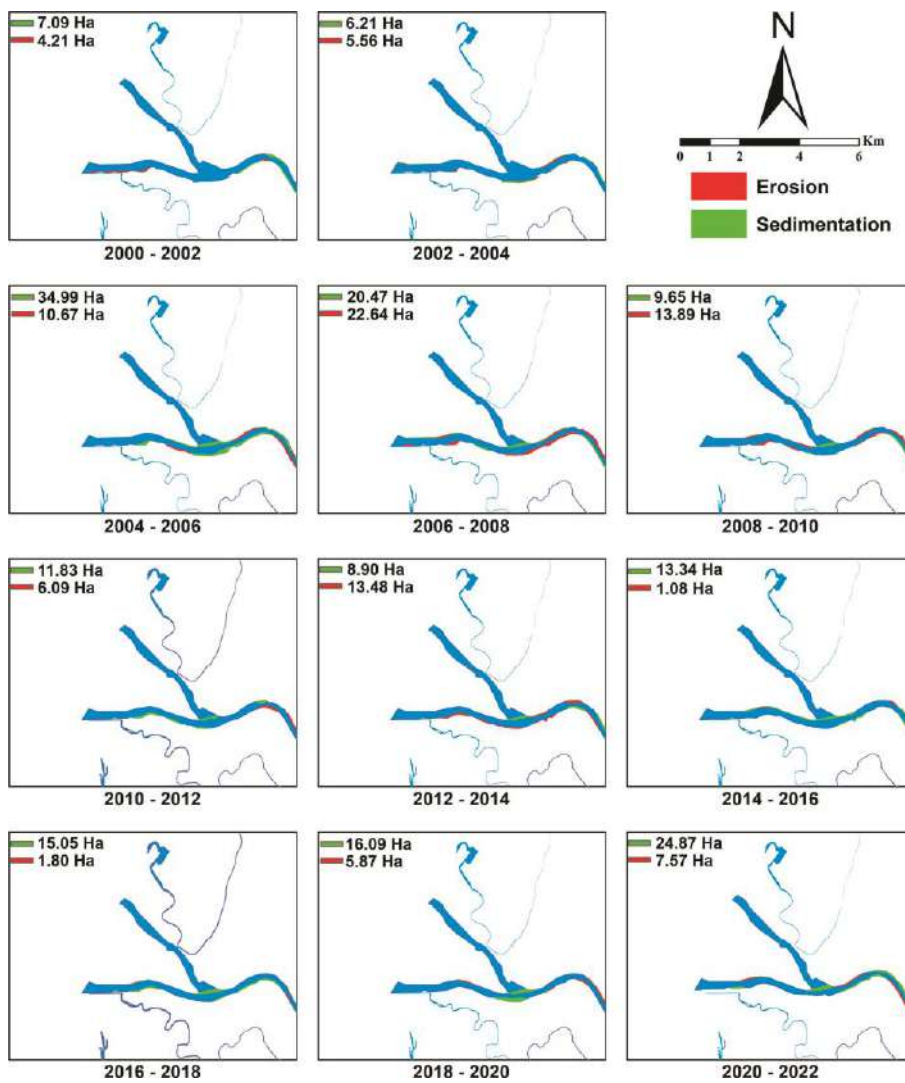 7.09 Ha
4.21 Ha
2000 - 2002
6.21 Ha
5.56 Ha
2002 - 2004
N
Km
0 1 2 4 6
Erosion
Sedimentation
34.99 Ha
10.67 Ha
2004 - 2006
20.47 Ha
22.64 Ha
2006 - 2008
9.65 Ha
13.89 Ha
2008 - 2010
11.83 Ha
6.09 Ha
2010 - 2012
8.90 Ha
13.48 Ha
2012 - 2014
13.34 Ha
1.08 Ha
2014 - 2016
15.05 Ha
1.80 Ha
2016 - 2018
16.09 Ha
5.87 Ha
2018 - 2020
24.87 Ha
7.57 Ha
2020 - 2022